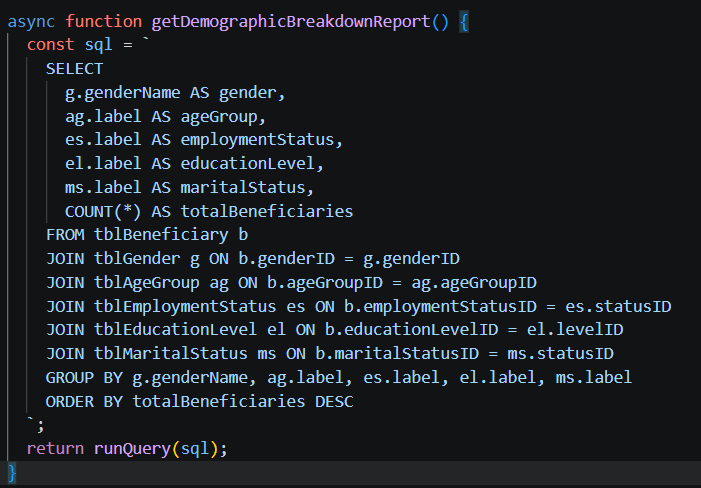 async function getDemographicBreakdownReport() {
  const sql = `
    SELECT
      g.genderName AS gender,
      ag.label AS ageGroup,
      es.label AS employmentStatus,
      el.label AS educationLevel,
      ms.label AS maritalStatus,
      COUNT(*) AS totalBeneficiaries
    FROM tblBeneficiary b
    JOIN tblGender g ON b.genderID = g.genderID
    JOIN tblAgeGroup ag ON b.ageGroupID = ag.ageGroupID
    JOIN tblEmploymentStatus es ON b.employmentStatusID = es.statusID
    JOIN tblEducationLevel el ON b.educationLevelID = el.levelID
    JOIN tblMaritalStatus ms ON b.maritalStatusID = ms.statusID
    GROUP BY g.genderName, ag.label, es.label, el.label, ms.label
    ORDER BY totalBeneficiaries DESC
  `;
  return runQuery(sql);
}